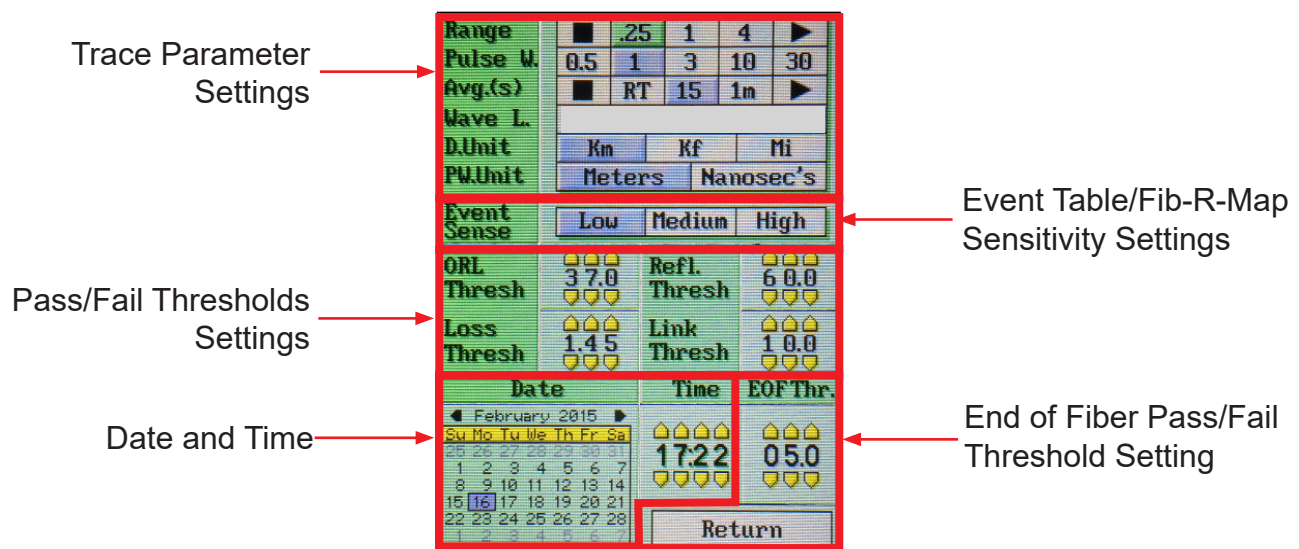 Trace Parameter
Settings
Range ■ .25 1 4 ▶
Pulse W. 0.5 1 3 10 30
Avg.(s) ■ RT 15 1m ▶
Wave L.
D.Unit Km Kf Mi
PW.Unit Meters Nanosec's
Event Table/Fib-R-Map
Sensitivity Settings
Event
Sense
Low Medium High
Pass/Fail Thresholds
Settings
ORL
Thresh
37.0
Refl.
Thresh
60.0
Loss
Thresh
1.45
Link
Thresh
10.0
Date and Time
Date
◀ February 2015 ▶
Su Mo Tu We Th Fr Sa
25 26 27 28 29 30 31
1 2 3 4 5 6 7
8 9 10 11 12 13 14
15 16 17 18 19 20 21
22 23 24 25 26 27 28
1 2 3 4 5 6 7
Time
17:22
EOFThr.
05.0
Return
End of Fiber Pass/Fail
Threshold Setting